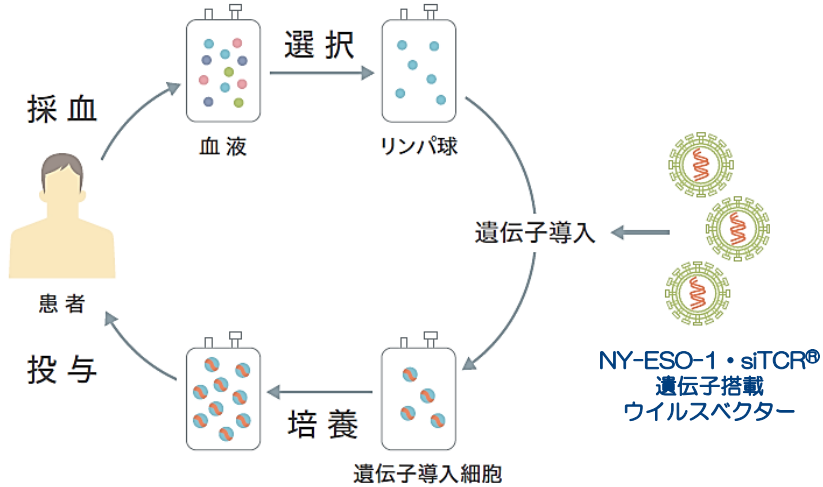 選択
採血
血液
リンパ球
遺伝子導入
患者
投与
NY-ESO-1・siTCR®
遺伝子搭載
ウイルスベクター
培養
遺伝子導入細胞